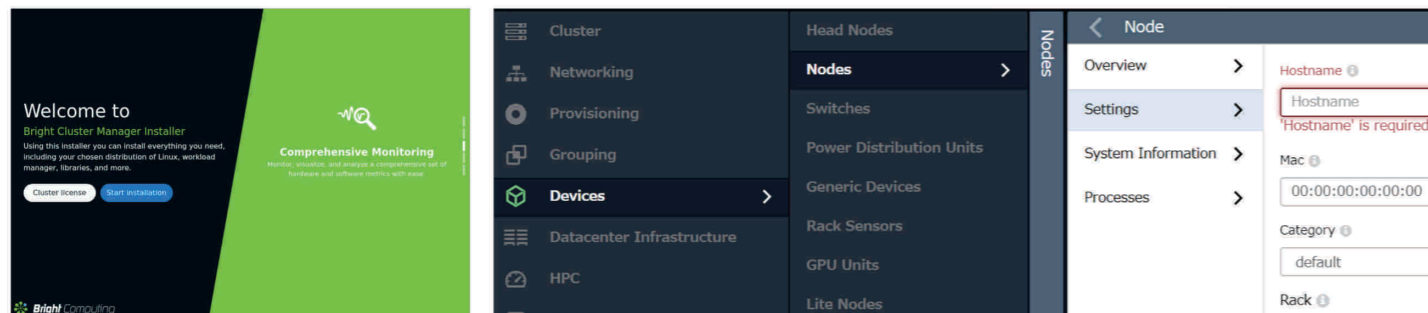 Welcome to
Bright Cluster Manager Installer
Using this installer you can install everything you need,
including your chosen distribution of Linux, workload
manager, libraries, and more.
Cluster license
Start installation
Bright Computing
Comprehensive Monitoring
Monitor, visualize, and analyze a comprehensive set of
hardware and software metrics with ease
Cluster
Networking
Provisioning
Grouping
Devices
Datacenter Infrastructure
HPC
Head Nodes
Nodes
Switches
Power Distribution Units
Generic Devices
Rack Sensors
GPU Units
Lite Nodes
Nodes
Node
Overview
Settings
System Information
Processes
Hostname
Hostname
'Hostname' is required
Mac
00:00:00:00:00:00
Category
default
Rack